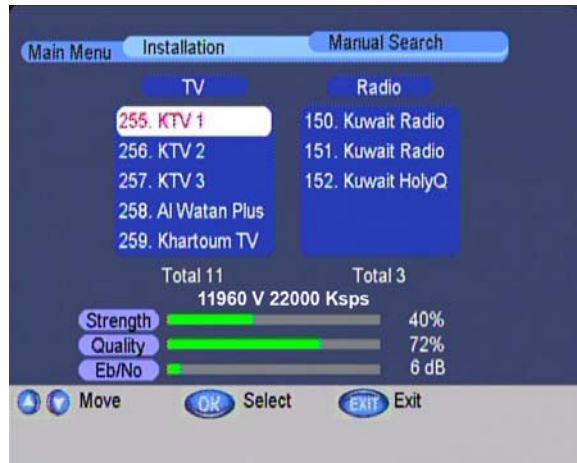 Main Menu Installation Manual Search
TV Radio
255. KTV 1 150. Kuwait Radio
256. KTV 2 151. Kuwait Radio
257. KTV 3 152. Kuwait HolyQ
258. Al Watan Plus
259. Khartoum TV
Total 11 Total 3
11960 V 22000 Ksps
Strength 40%
Quality 72%
Eb/No 6 dB
Move OK Select EXIT Exit